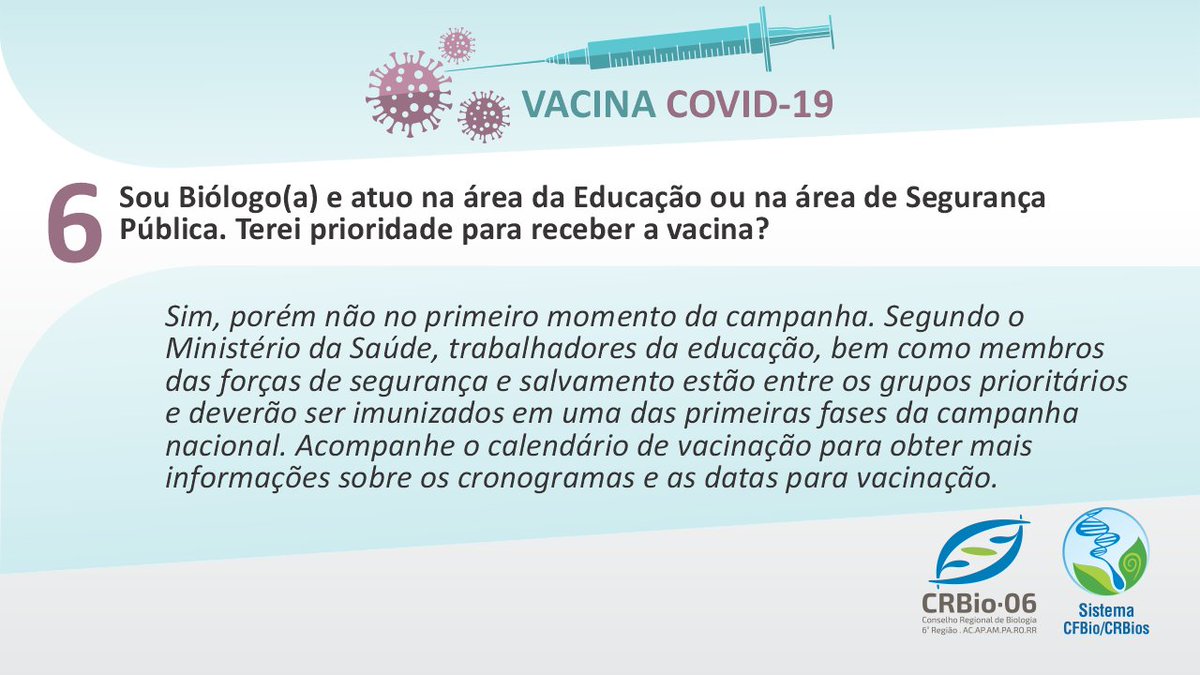 VACINA COVID-19
6
Sou Biólogo(a) e atuo na área da Educação ou na área de Segurança
Pública. Terei prioridade para receber a vacina?
Sim, porém não no primeiro momento da campanha. Segundo o
Ministério da Saúde, trabalhadores da educação, bem como membros
das forças de segurança e salvamento estão entre os grupos prioritários
e deverão ser imunizados em uma das primeiras fases da campanha
nacional. Acompanhe o calendário de vacinação para obter mais
informações sobre os cronogramas e as datas para vacinação.
CRBio·06
Conselho Regional de Biologia
6ª Região . AC.AP.AM.PA.RO.RR
Sistema
CFBio/CRBios